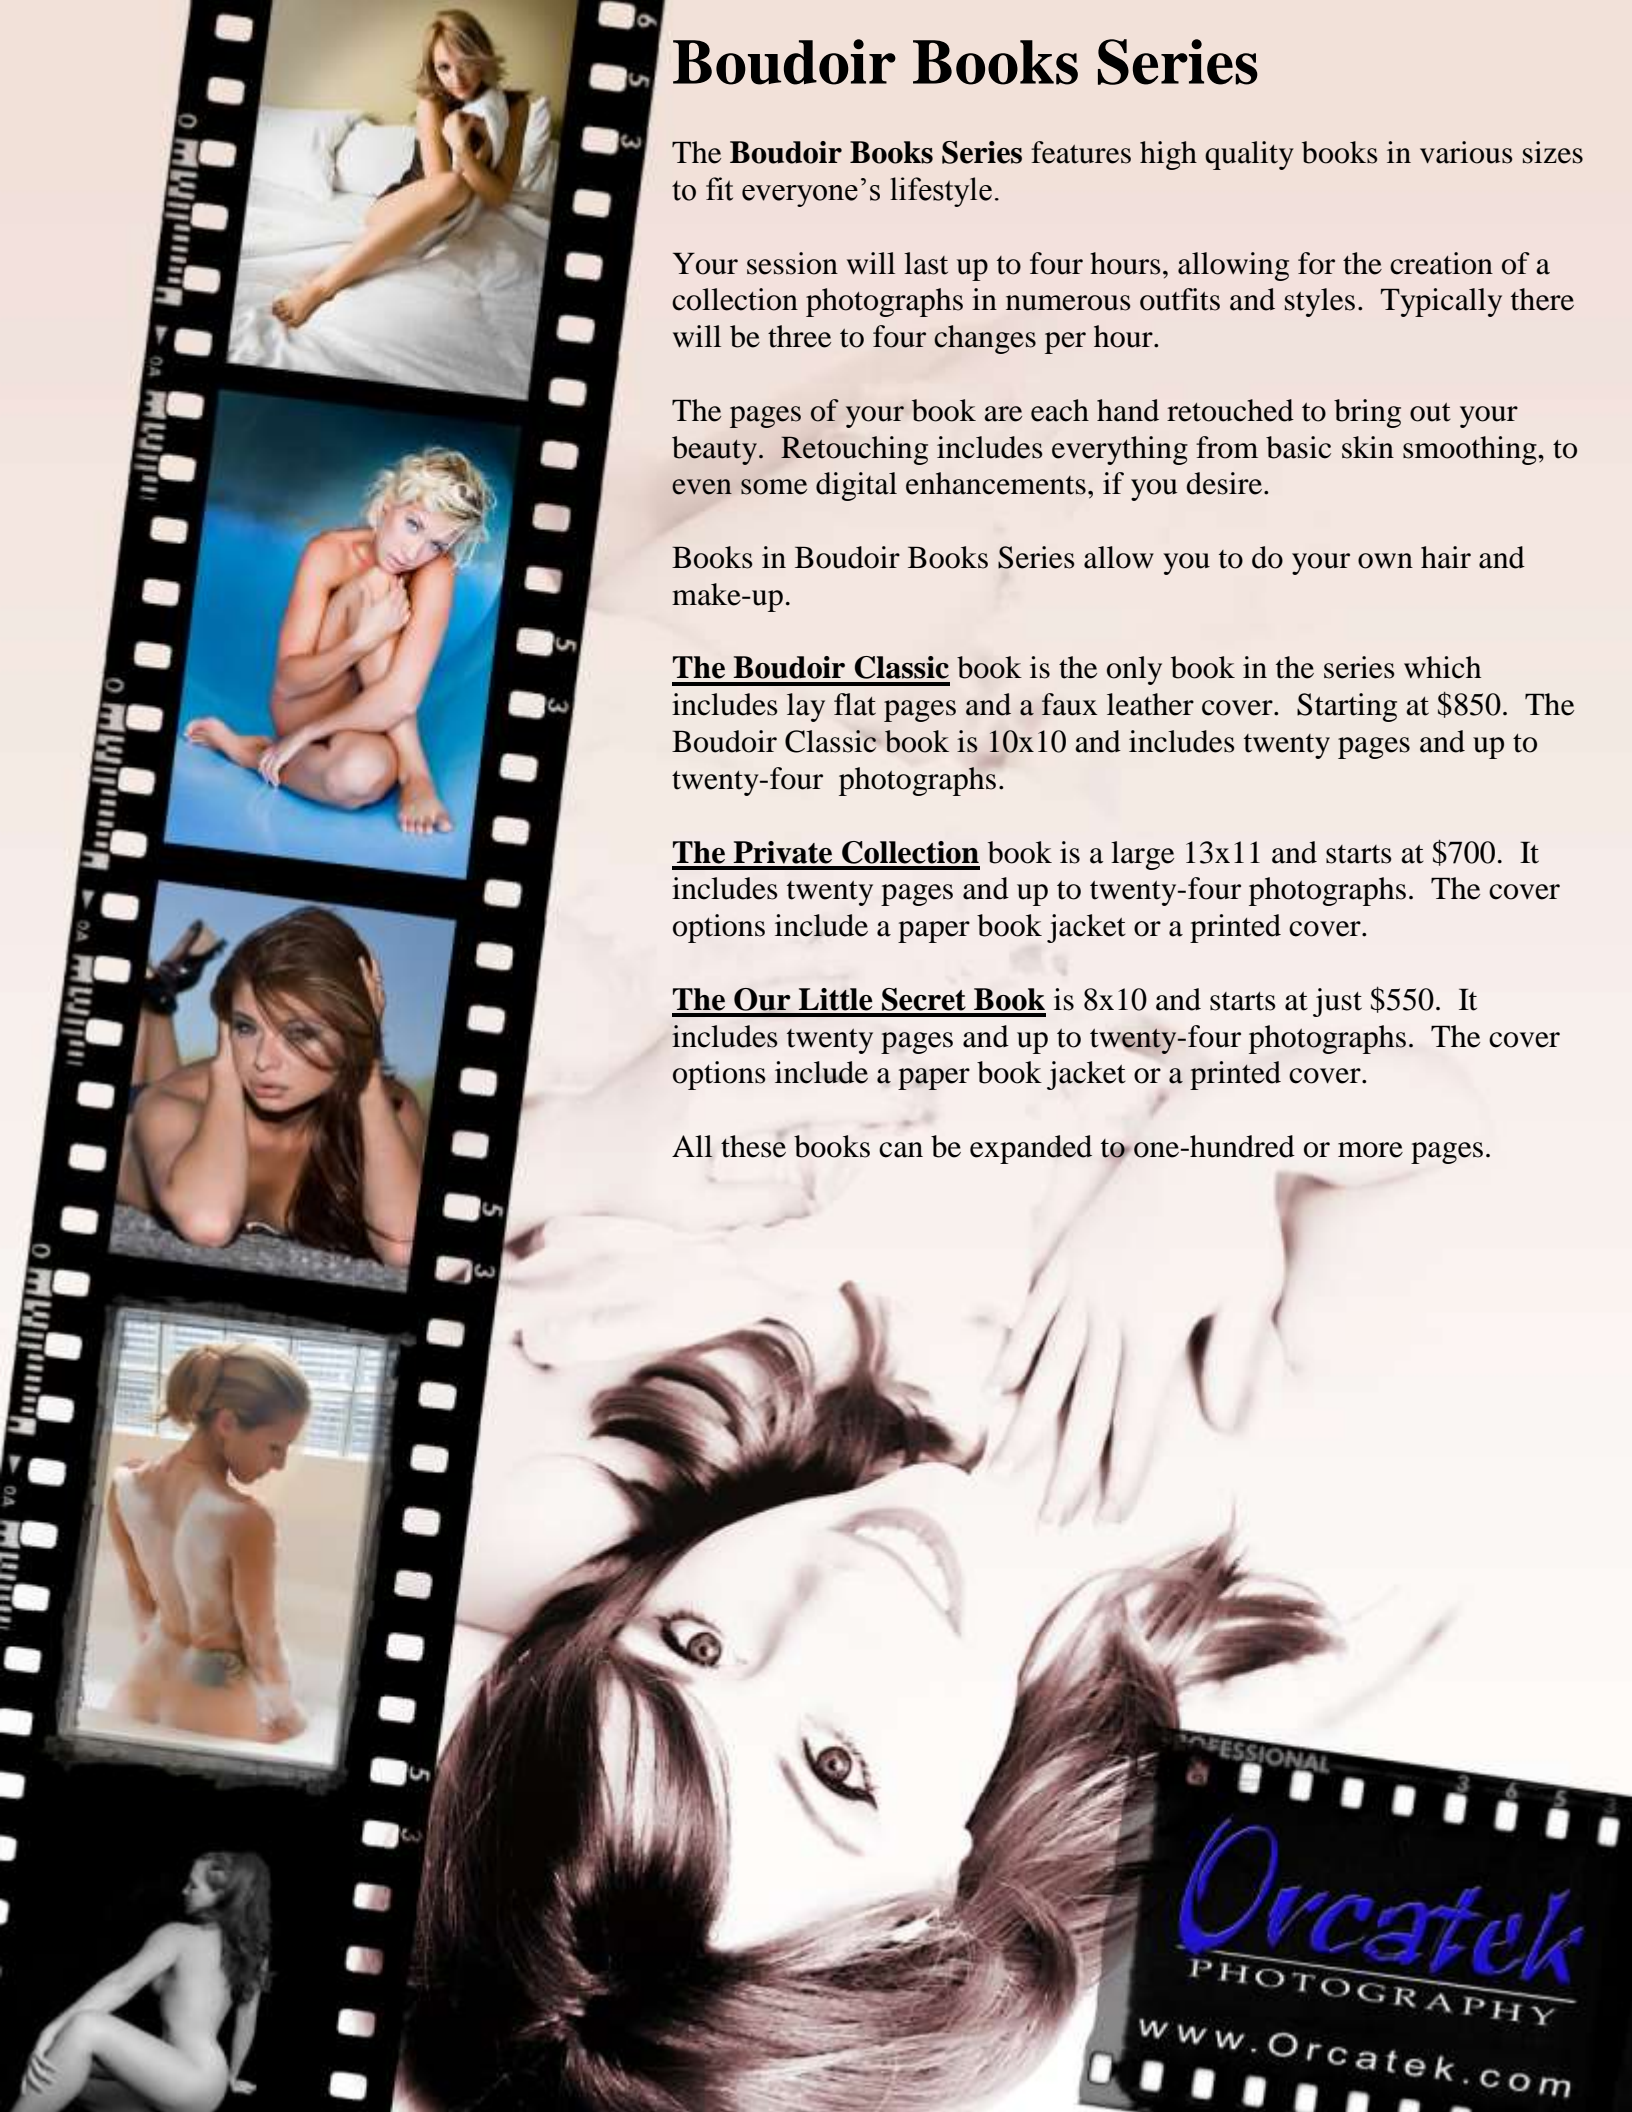 Boudoir Books Series
The Boudoir Books Series features high quality books in various sizes
to fit everyone’s lifestyle.
Your session will last up to four hours, allowing for the creation of a
collection photographs in numerous outfits and styles.  Typically there
will be three to four changes per hour.
The pages of your book are each hand retouched to bring out your
beauty.  Retouching includes everything from basic skin smoothing, to
even some digital enhancements, if you desire.
Books in Boudoir Books Series allow you to do your own hair and
make-up.
The Boudoir Classic book is the only book in the series which
includes lay flat pages and a faux leather cover.  Starting at $850.  The
Boudoir Classic book is 10x10 and includes twenty pages and up to
twenty-four  photographs.
The Private Collection book is a large 13x11 and starts at $700.  It
includes twenty pages and up to twenty-four photographs.  The cover
options include a paper book jacket or a printed cover.
The Our Little Secret Book is 8x10 and starts at just $550.  It
includes twenty pages and up to twenty-four photographs.  The cover
options include a paper book jacket or a printed cover.
All these books can be expanded to one-hundred or more pages.
Orcatek
PHOTOGRAPHY
www.Orcatek.com